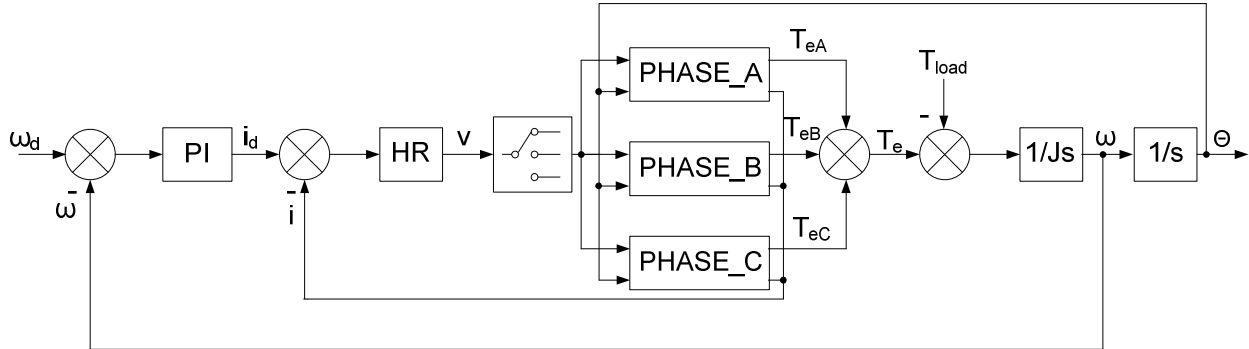 ω_d
-
ω
PI
i_d
-
i
HR
v
PHASE_A
PHASE_B
PHASE_C
T_eA
T_eB
T_eC
T_e
T_load
-
1/Js
ω
1/s
Θ